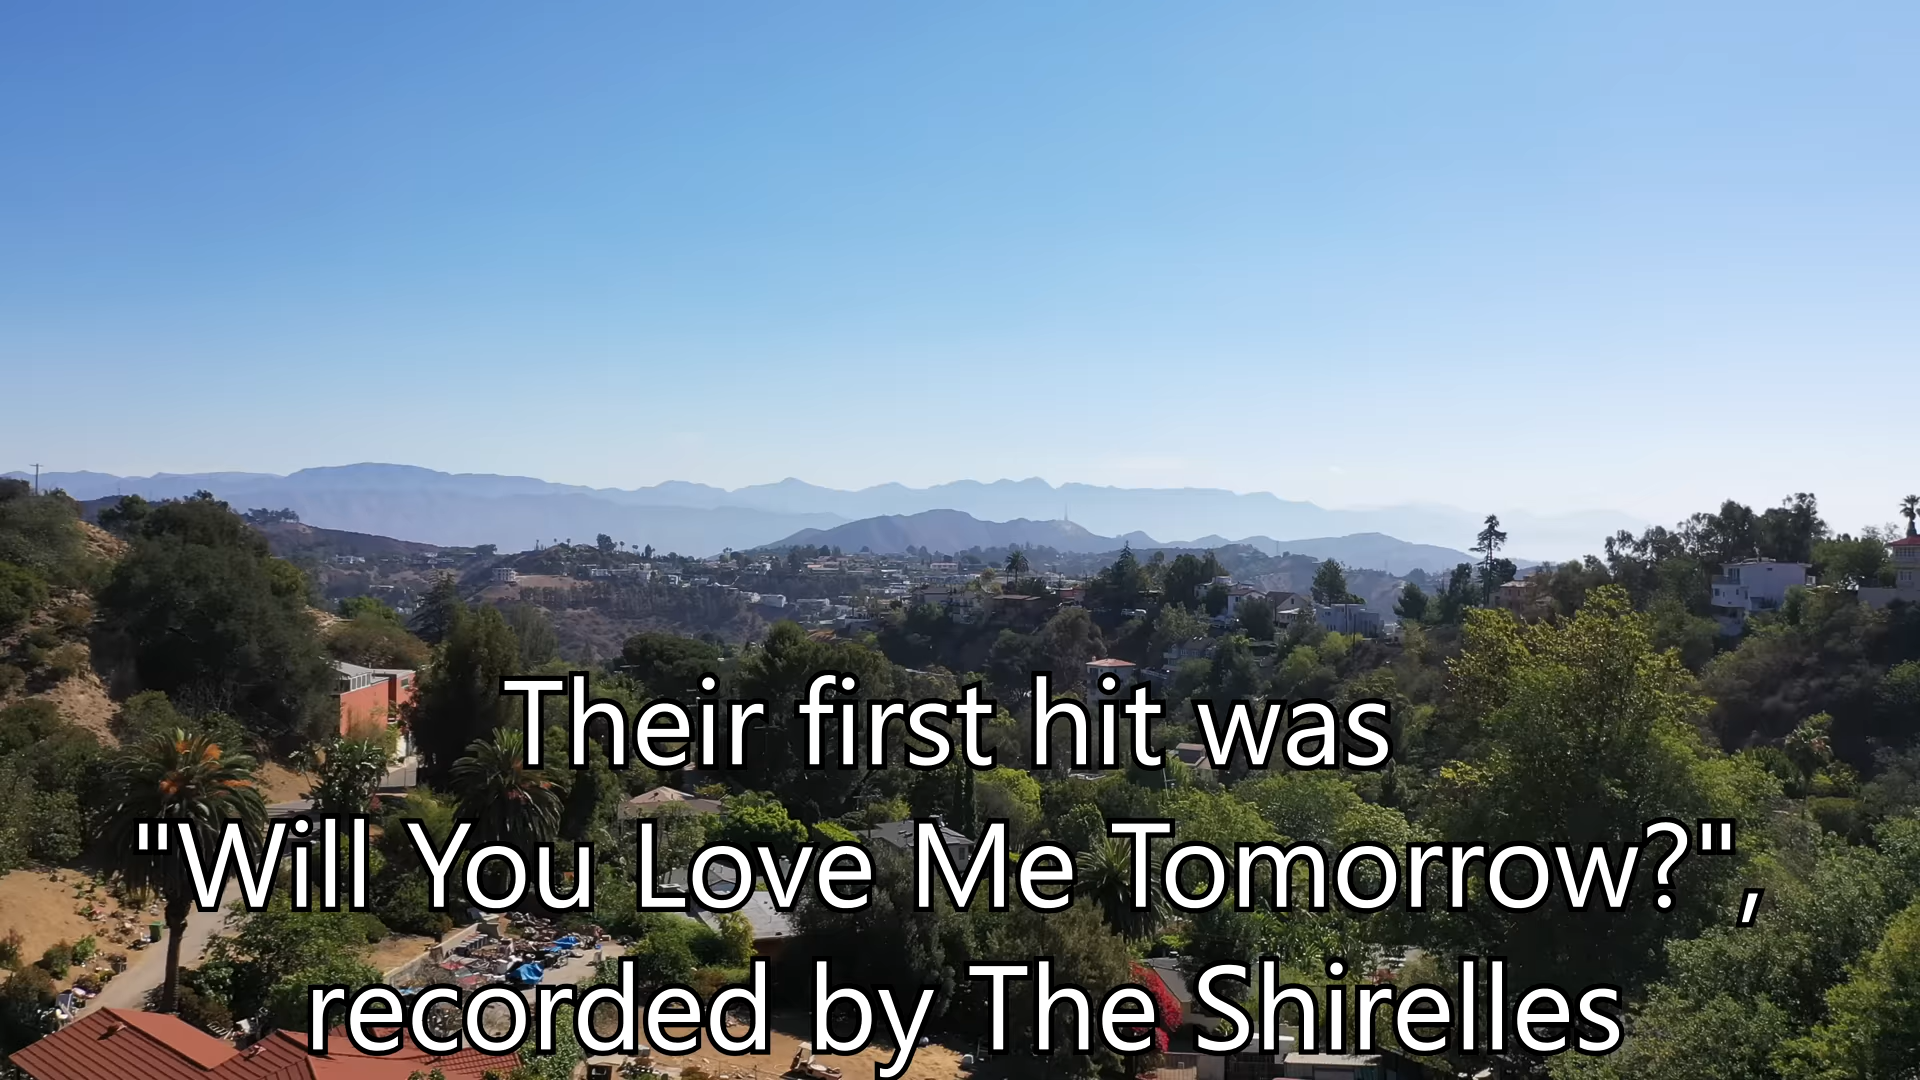 Their first hit was
"Will You Love Me Tomorrow?",
recorded by The Shirelles